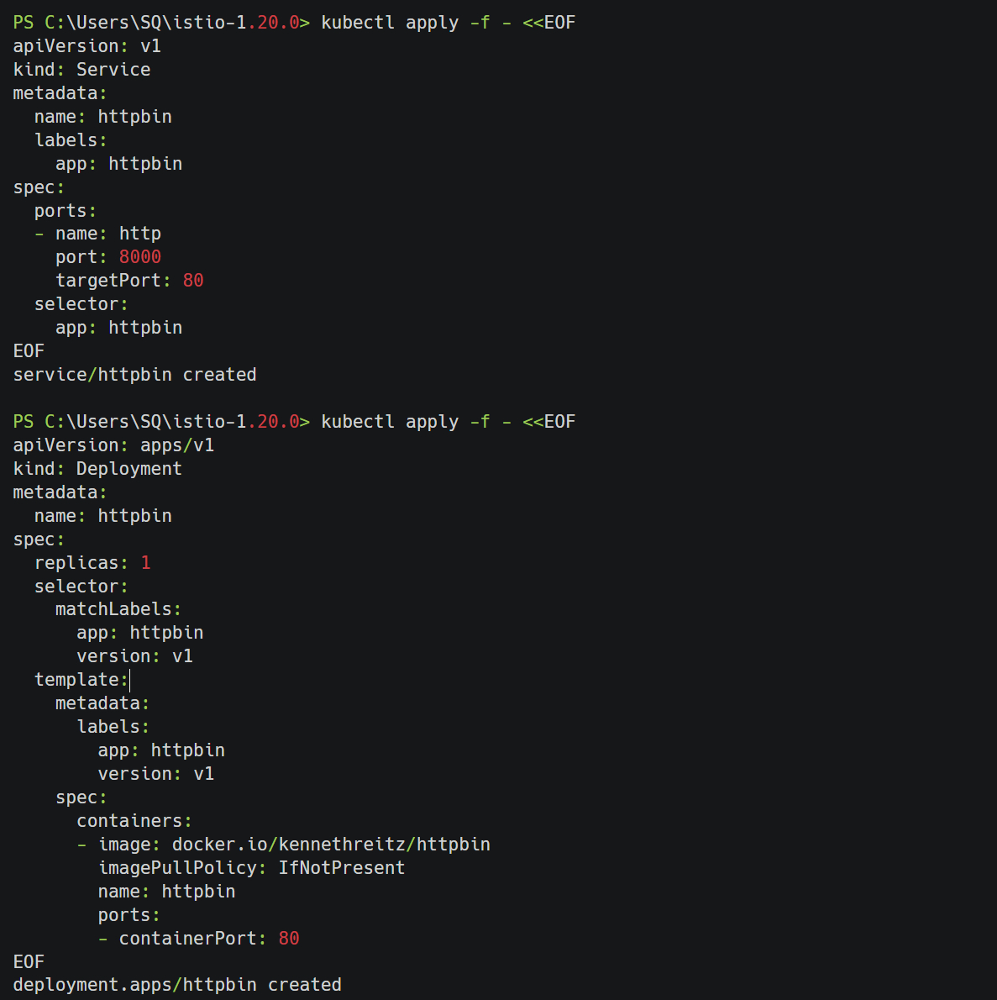 PS C:\Users\SQ\istio-1.20.0> kubectl apply -f - <<EOF
apiVersion: v1
kind: Service
metadata:
  name: httpbin
  labels:
    app: httpbin
spec:
  ports:
  - name: http
    port: 8000
    targetPort: 80
  selector:
    app: httpbin
EOF
service/httpbin created

PS C:\Users\SQ\istio-1.20.0> kubectl apply -f - <<EOF
apiVersion: apps/v1
kind: Deployment
metadata:
  name: httpbin
spec:
  replicas: 1
  selector:
    matchLabels:
      app: httpbin
      version: v1
  template:
    metadata:
      labels:
        app: httpbin
        version: v1
    spec:
      containers:
      - image: docker.io/kennethreitz/httpbin
        imagePullPolicy: IfNotPresent
        name: httpbin
        ports:
        - containerPort: 80
EOF
deployment.apps/httpbin created